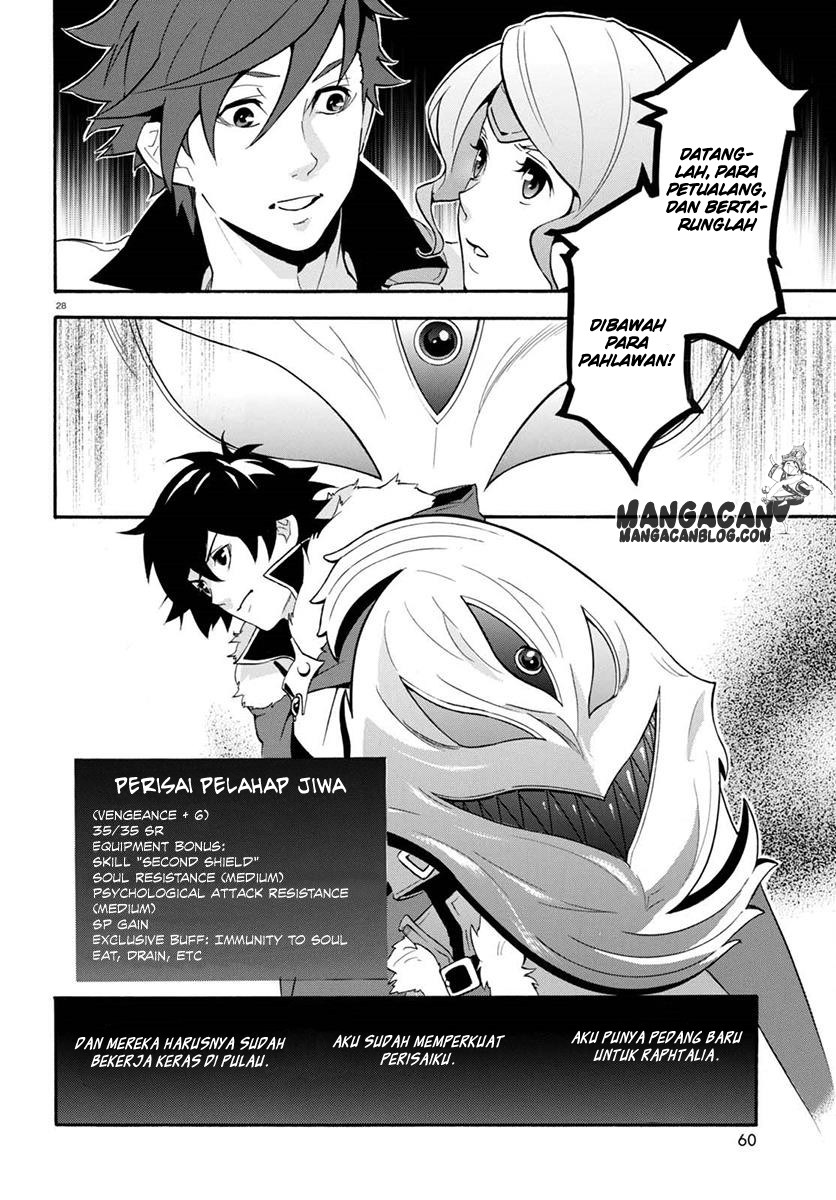 DATANG-
LAH, PARA
PETUALANG,
DAN BERTA-
RUNGLAH
DIBAWAH
PARA
PAHLAWAN!
28
MANGACAN
MANGACANBLOG.COM
PERISAI PELAHAP JIWA
(VENGEANCE + 6)
35/35 SR
EQUIPMENT BONUS:
SKILL "SECOND SHIELD"
SOUL RESISTANCE (MEDIUM)
PSYCHOLOGICAL ATTACK RESISTANCE
(MEDIUM)
SP GAIN
EXCLUSIVE BUFF: IMMUNITY TO SOUL
EAT, DRAIN, ETC
AKU PUNYA PEDANG BARU
UNTUK RAPHTALIA.
AKU SUDAH MEMPERKUAT
PERISAIKU.
DAN MEREKA HARUSNYA SUDAH
BEKERJA KERAS DI PULAU.
60